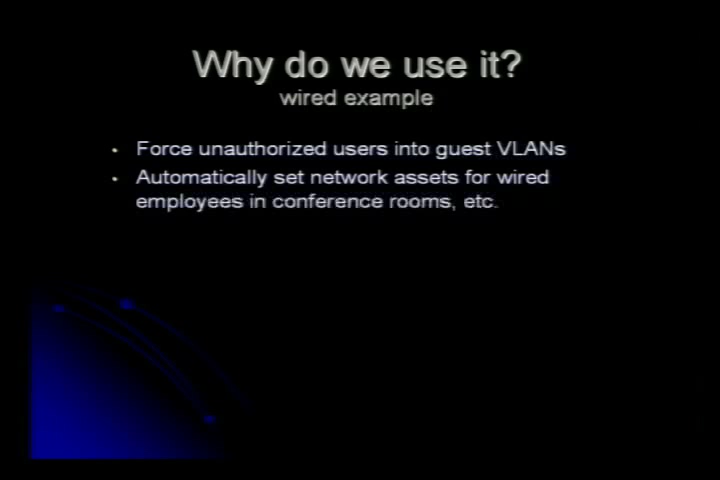 Why do we use it?
wired example
• Force unauthorized users into guest VLANs
• Automatically set network assets for wired
employees in conference rooms, etc.